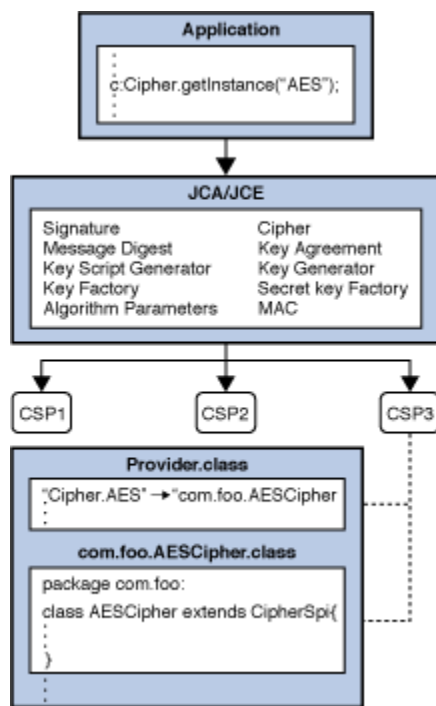 Application
c:Cipher.getInstance("AES");
JCA/JCE
Signature
Message Digest
Key Script Generator
Key Factory
Algorithm Parameters
Cipher
Key Agreement
Key Generator
Secret key Factory
MAC
CSP1
CSP2
CSP3
Provider.class
"Cipher.AES" → "com.foo.AESCipher
com.foo.AESCipher.class
package com.foo:
class AESCipher extends CipherSpi{
}